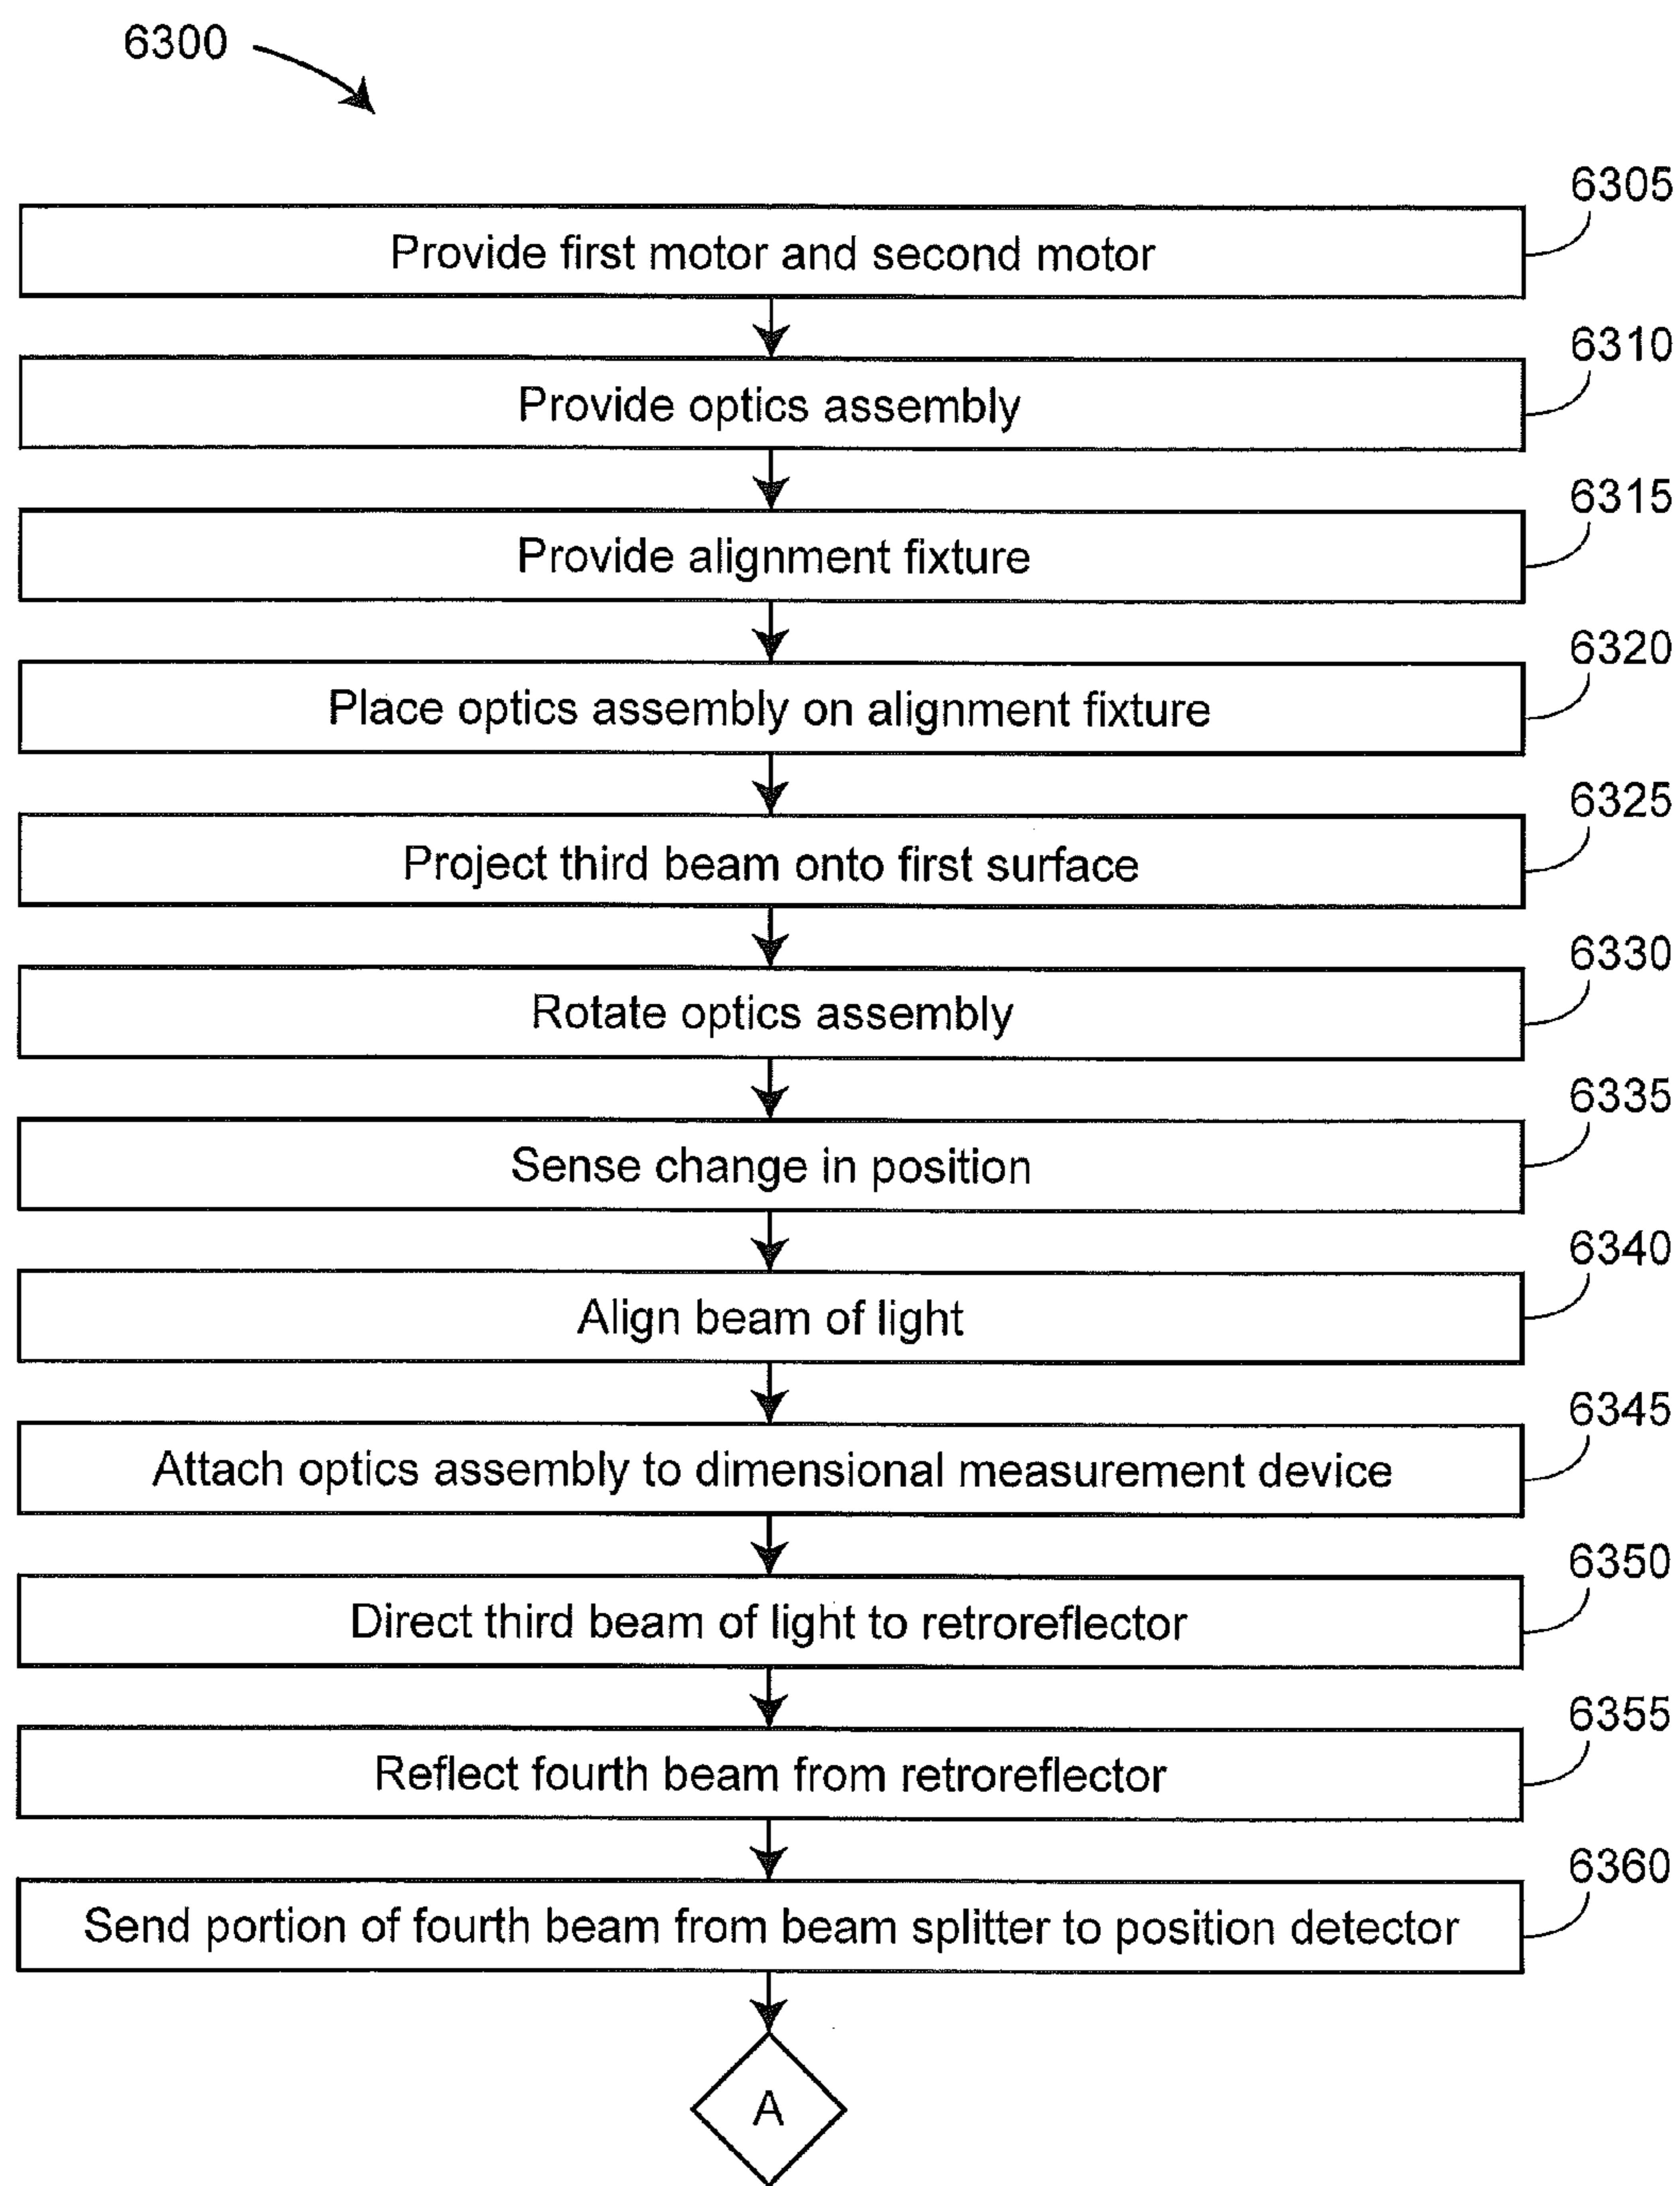 6300
6305
Provide first motor and second motor
6310
Provide optics assembly
6315
Provide alignment fixture
6320
Place optics assembly on alignment fixture
6325
Project third beam onto first surface
6330
Rotate optics assembly
6335
Sense change in position
6340
Align beam of light
6345
Attach optics assembly to dimensional measurement device
6350
Direct third beam of light to retroreflector
6355
Reflect fourth beam from retroreflector
6360
Send portion of fourth beam from beam splitter to position detector
A